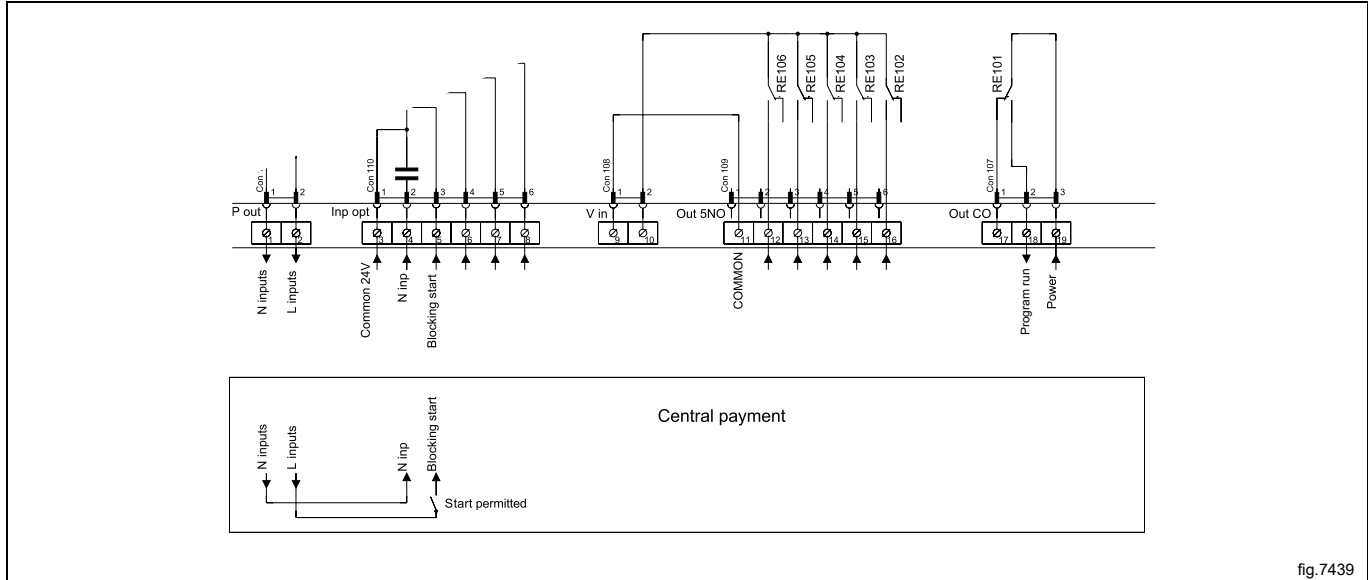 RE106
RE105
RE104
RE103
RE102
RE101
Con 110
Con 108
Con 109
Con 107
1 2
1 2 3 4 5 6
1 2
1 2 3 4 5 6
1 2 3
P out
Inp opt
V in
Out 5NO
Out CO
1 2
3 4 5 6 7 8
9 10
11 12 13 14 15 16
17 18 19
N inputs
L inputs
Common 24V
N inp
Blocking start
COMMON
Program run
Power
Central payment
N inputs
L inputs
N inp
Blocking start
Start permitted
fig.7439